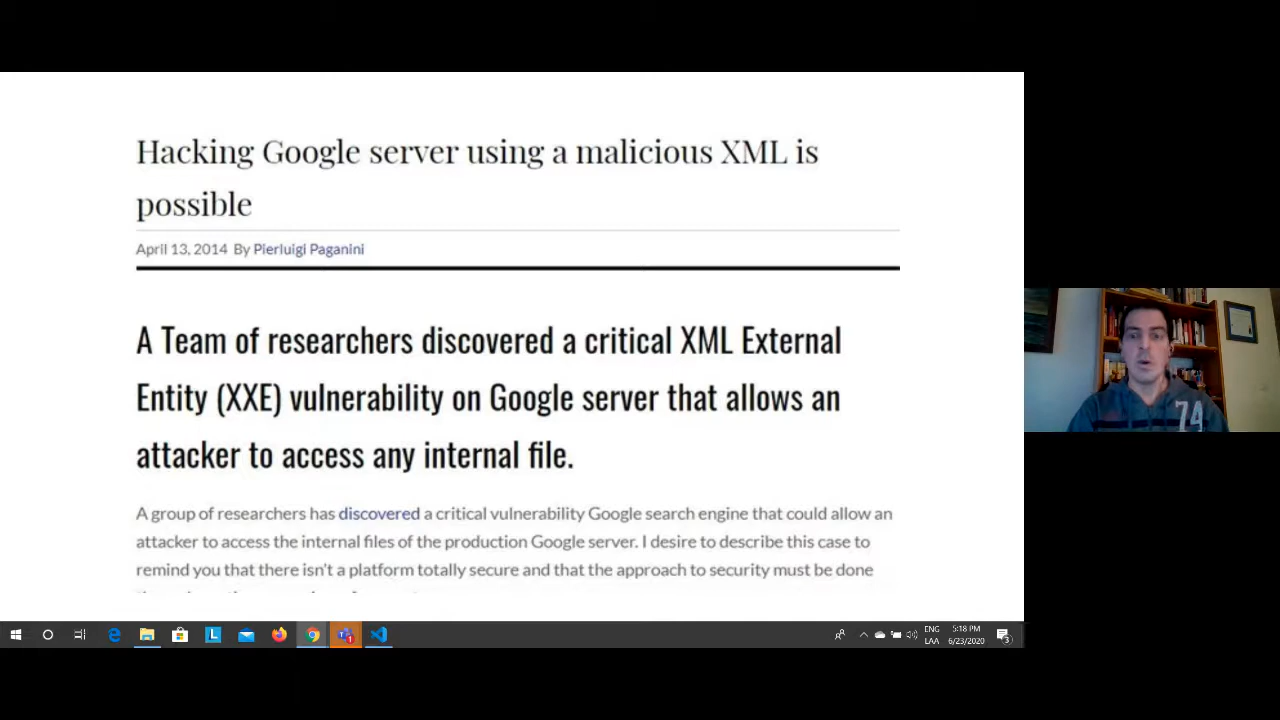 Hacking Google server using a malicious XML is
possible
April 13, 2014 By Pierluigi Paganini
A Team of researchers discovered a critical XML External
Entity (XXE) vulnerability on Google server that allows an
attacker to access any internal file.
A group of researchers has discovered a critical vulnerability Google search engine that could allow an
attacker to access the internal files of the production Google server. I desire to describe this case to
remind you that there isn't a platform totally secure and that the approach to security must be done
74
ENG
LAA
5:18 PM
6/23/2020